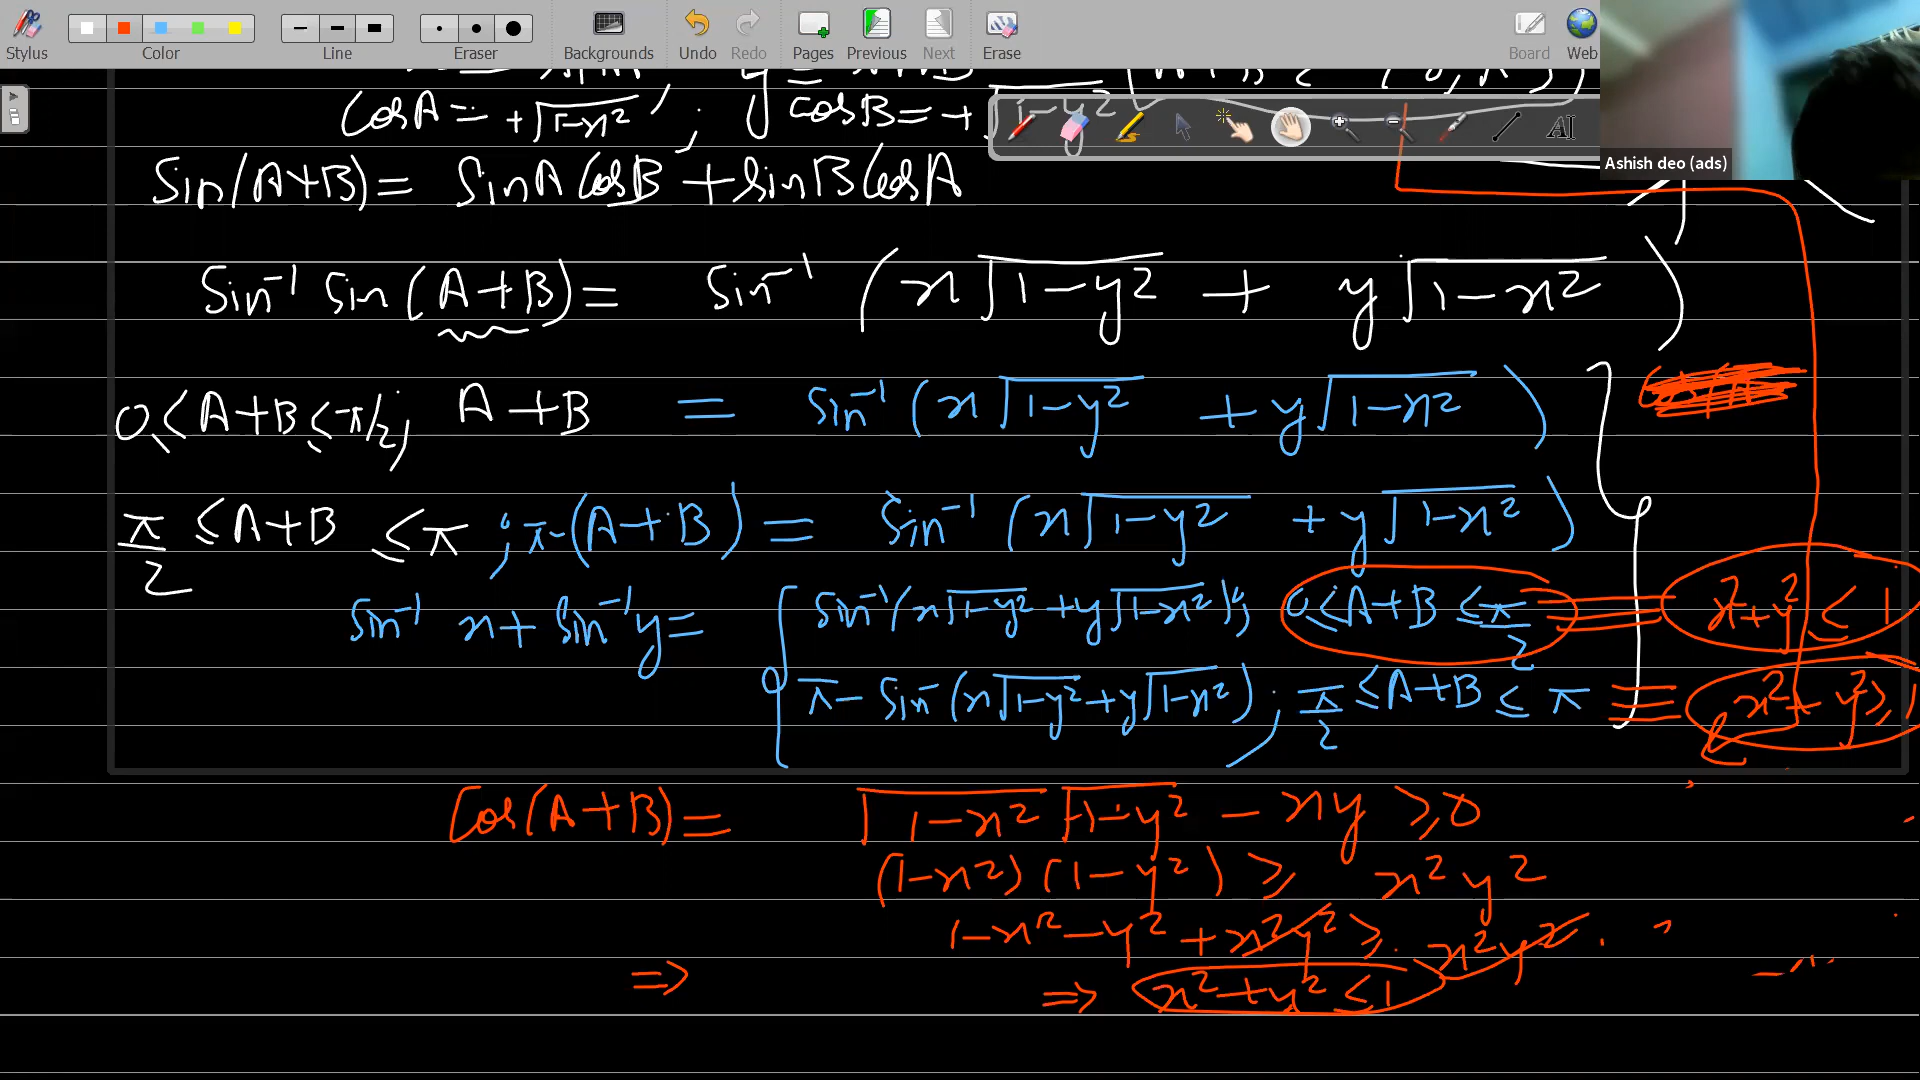 Stylus Color Line Eraser Backgrounds Undo Redo Pages Previous Next Erase Board Web
Ashish deo (ads)
CosA = +√1-x² ; CosB = +√1-y²
Sin(A+B) = SinA CosB + SinB CosA
Sin⁻¹ Sin (A+B) = Sin⁻¹ (x√1-y² + y√1-x²)
0≤A+B≤π/2; A+B = Sin⁻¹(x√1-y² + y√1-x²)
π/2 ≤A+B ≤π ; π-(A+B) = Sin⁻¹(x√1-y² + y√1-x²)
Sin⁻¹ x + Sin⁻¹y = { Sin⁻¹(x√1-y² + y√1-x²); 0≤A+B ≤π/2 ≡ x²+y² ≤ 1
π - Sin⁻(x√1-y² + y√1-x²) ; π/2 ≤A+B ≤ π ≡ x²+y²≥1
Cos(A+B) = √1-x² √1-y² - xy ≥0
(1-x²)(1-y²) ≥ x²y²
1-x²-y²+x²y² ≥ x²y²
⇒ ⇒ x²+y² ≤1